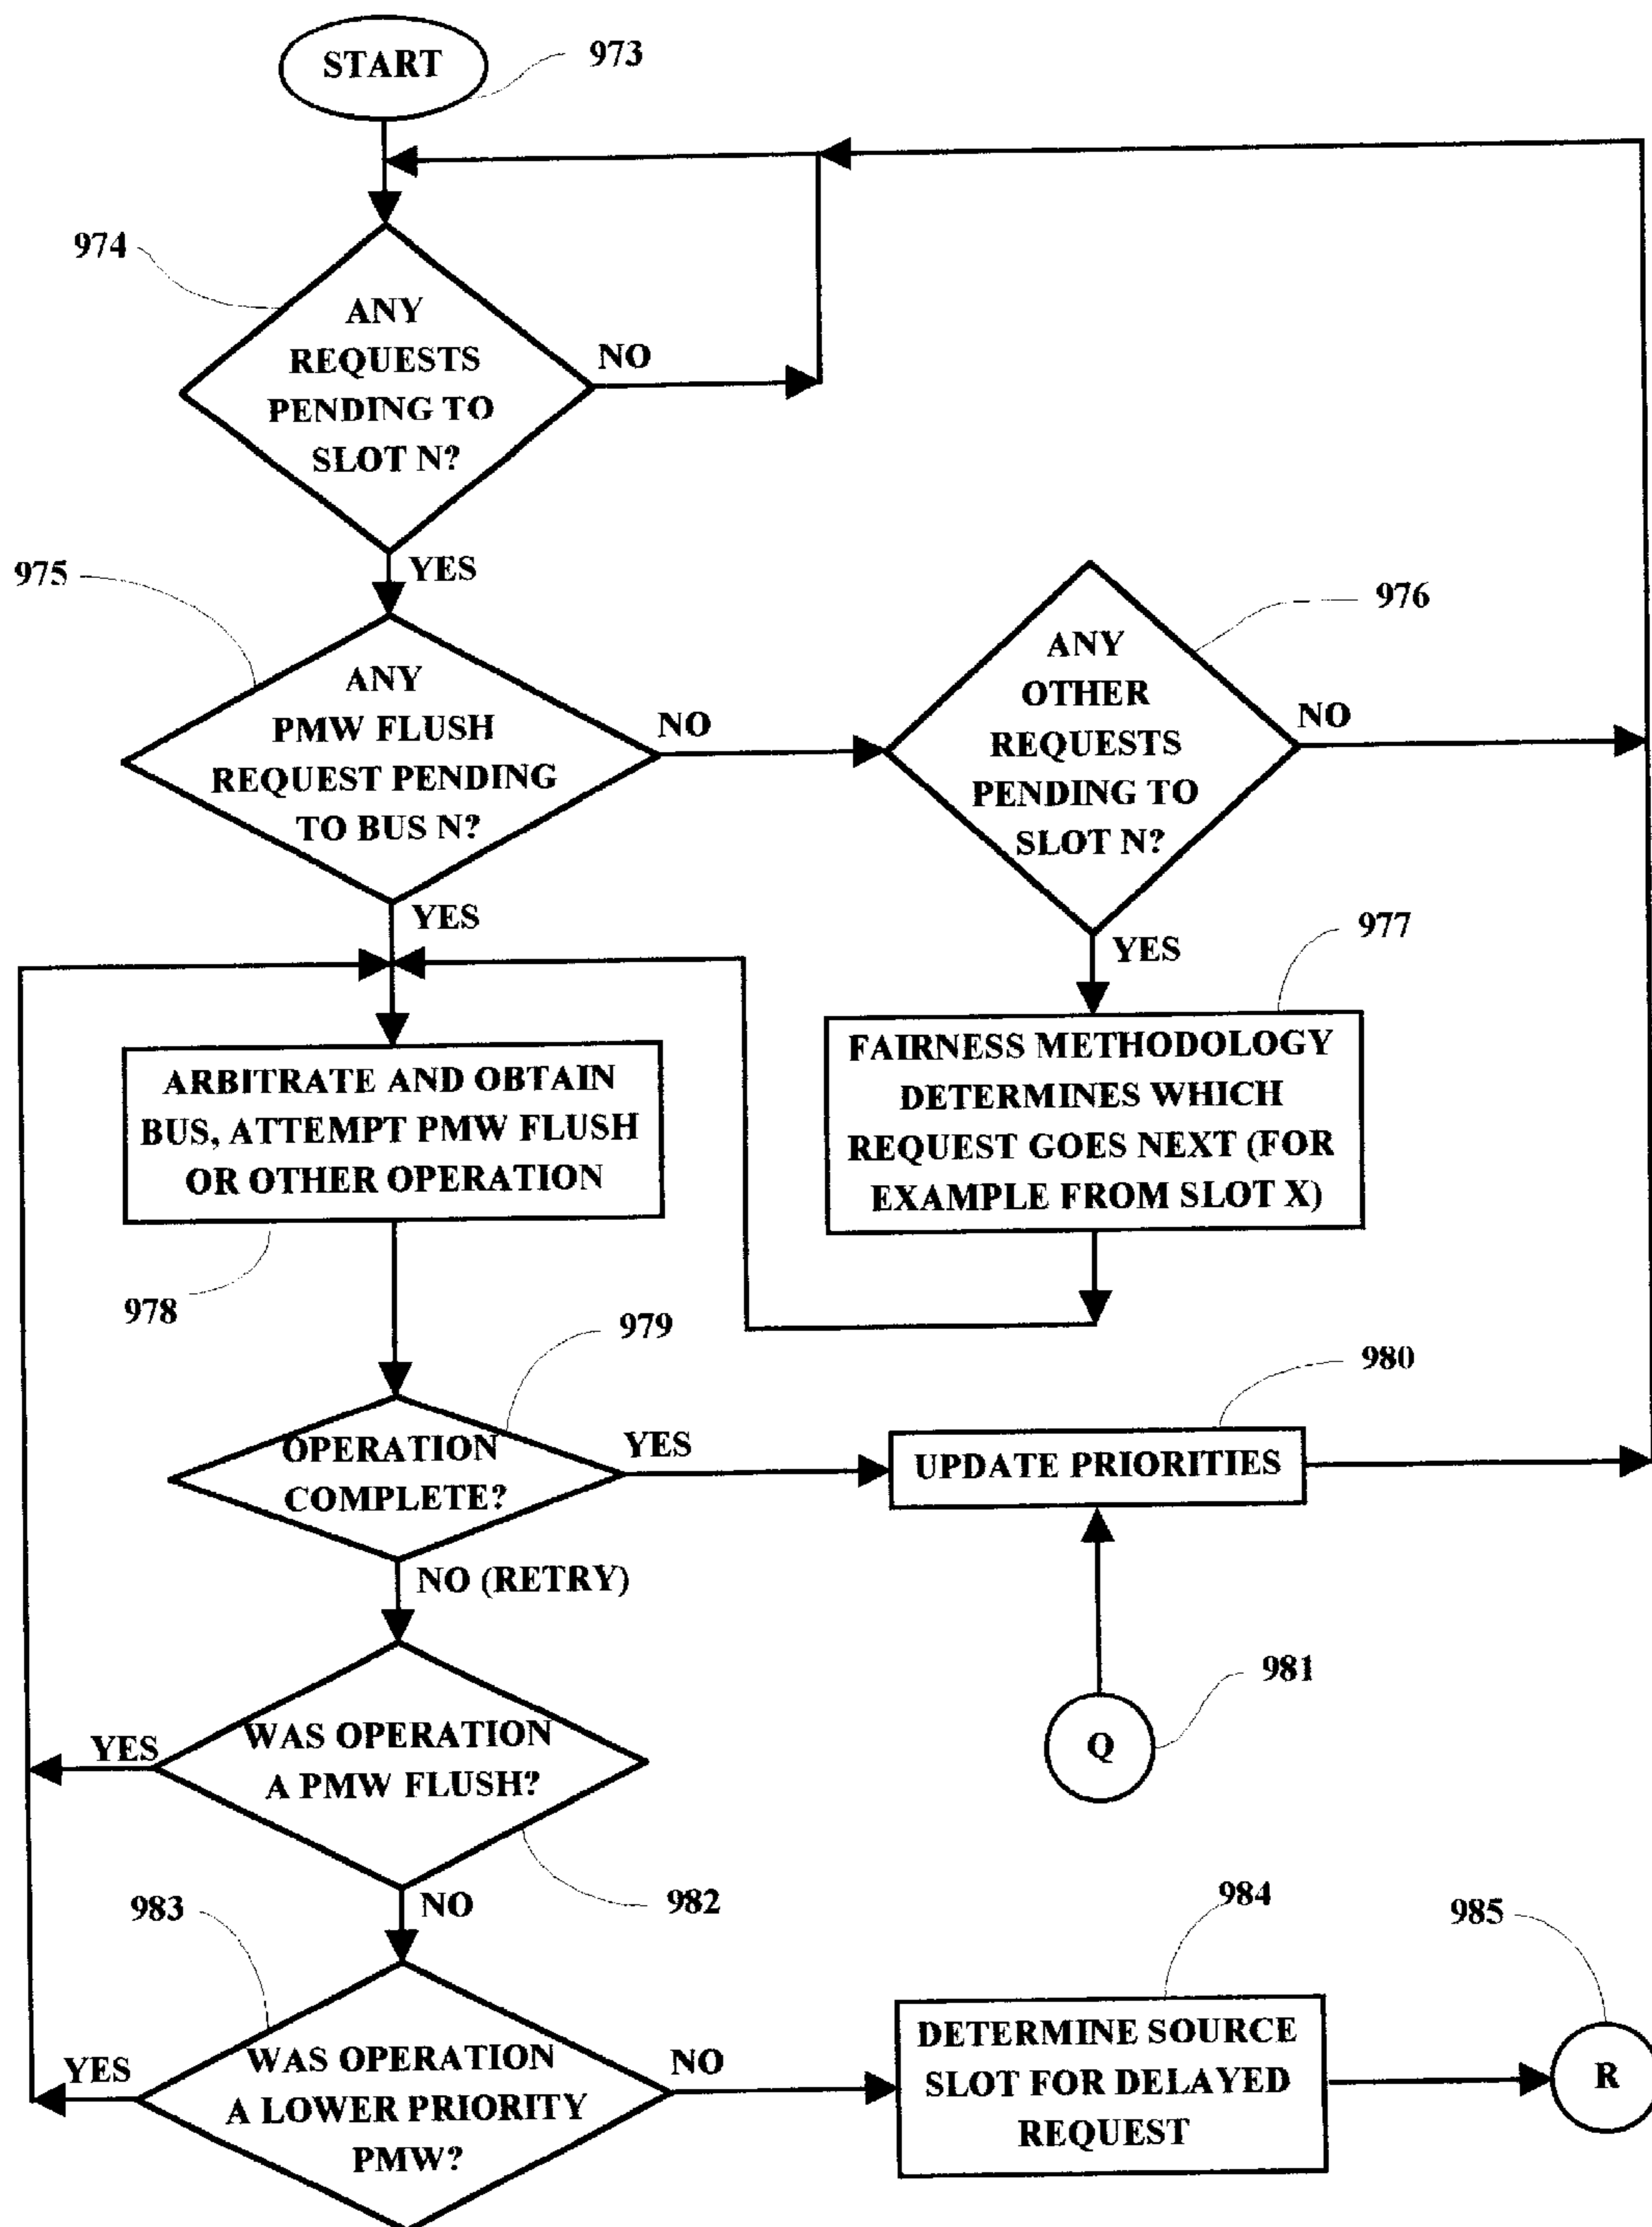 START
973
974
ANY
REQUESTS
PENDING TO
SLOT N?
NO
YES
975
ANY
PMW FLUSH
REQUEST PENDING
TO BUS N?
NO
YES
976
ANY
OTHER
REQUESTS
PENDING TO
SLOT N?
NO
YES
977
FAIRNESS METHODOLOGY
DETERMINES WHICH
REQUEST GOES NEXT (FOR
EXAMPLE FROM SLOT X)
ARBITRATE AND OBTAIN
BUS, ATTEMPT PMW FLUSH
OR OTHER OPERATION
978
979
OPERATION
COMPLETE?
YES
NO (RETRY)
980
UPDATE PRIORITIES
981
Q
WAS OPERATION
A PMW FLUSH?
YES
NO
982
983
WAS OPERATION
A LOWER PRIORITY
PMW?
YES
NO
984
DETERMINE SOURCE
SLOT FOR DELAYED
REQUEST
985
R